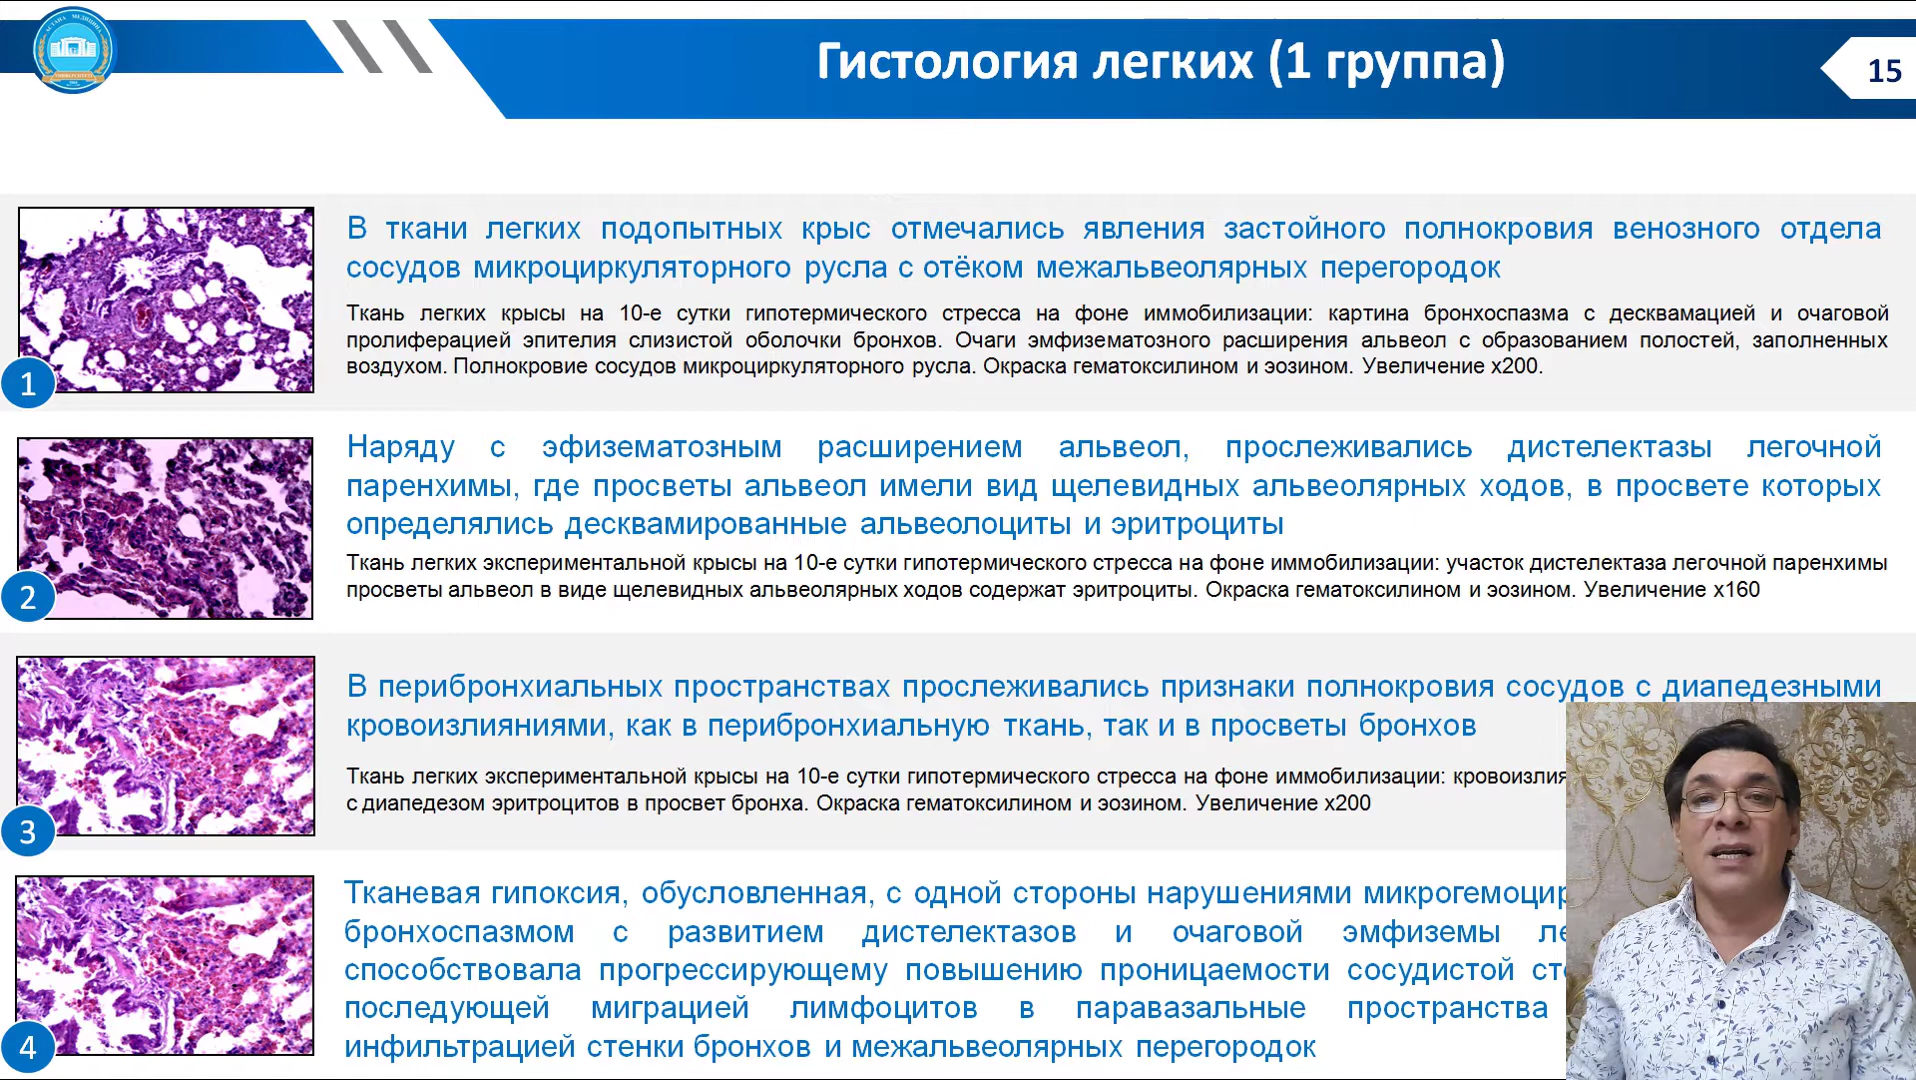 Гистология легких (1 группа)
15
В ткани легких подопытных крыс отмечались явления застойного полнокровия венозного отдела
сосудов микроциркуляторного русла с отёком межальвеолярных перегородок
Ткань легких крысы на 10-е сутки гипотермического стресса на фоне иммобилизации: картина бронхоспазма с десквамацией и очаговой
пролиферацией эпителия слизистой оболочки бронхов. Очаги эмфизематозного расширения альвеол с образованием полостей, заполненных
воздухом. Полнокровие сосудов микроциркуляторного русла. Окраска гематоксилином и эозином. Увеличение х200.
1
Наряду с эфизематозным расширением альвеол, прослеживались дистелектазы легочной
паренхимы, где просветы альвеол имели вид щелевидных альвеолярных ходов, в просвете которых
определялись десквамированные альвеолоциты и эритроциты
Ткань легких экспериментальной крысы на 10-е сутки гипотермического стресса на фоне иммобилизации: участок дистелектаза легочной паренхимы
просветы альвеол в виде щелевидных альвеолярных ходов содержат эритроциты. Окраска гематоксилином и эозином. Увеличение х160
2
В перибронхиальных пространствах прослеживались признаки полнокровия сосудов с диапедезными
кровоизлияниями, как в перибронхиальную ткань, так и в просветы бронхов
Ткань легких экспериментальной крысы на 10-е сутки гипотермического стресса на фоне иммобилизации:
с диапедезом эритроцитов в просвет бронха. Окраска гематоксилином и эозином. Увеличение х200
3
Тканевая гипоксия, обусловленная, с одной стороны нарушениями
бронхоспазмом с развитием дистелектазов и очаговой эмфиземы
способствовала прогрессирующему повышению проницаемости сосудистой
последующей миграцией лимфоцитов в паравазальные пространства
инфильтрацией стенки бронхов и межальвеолярных перегородок
4